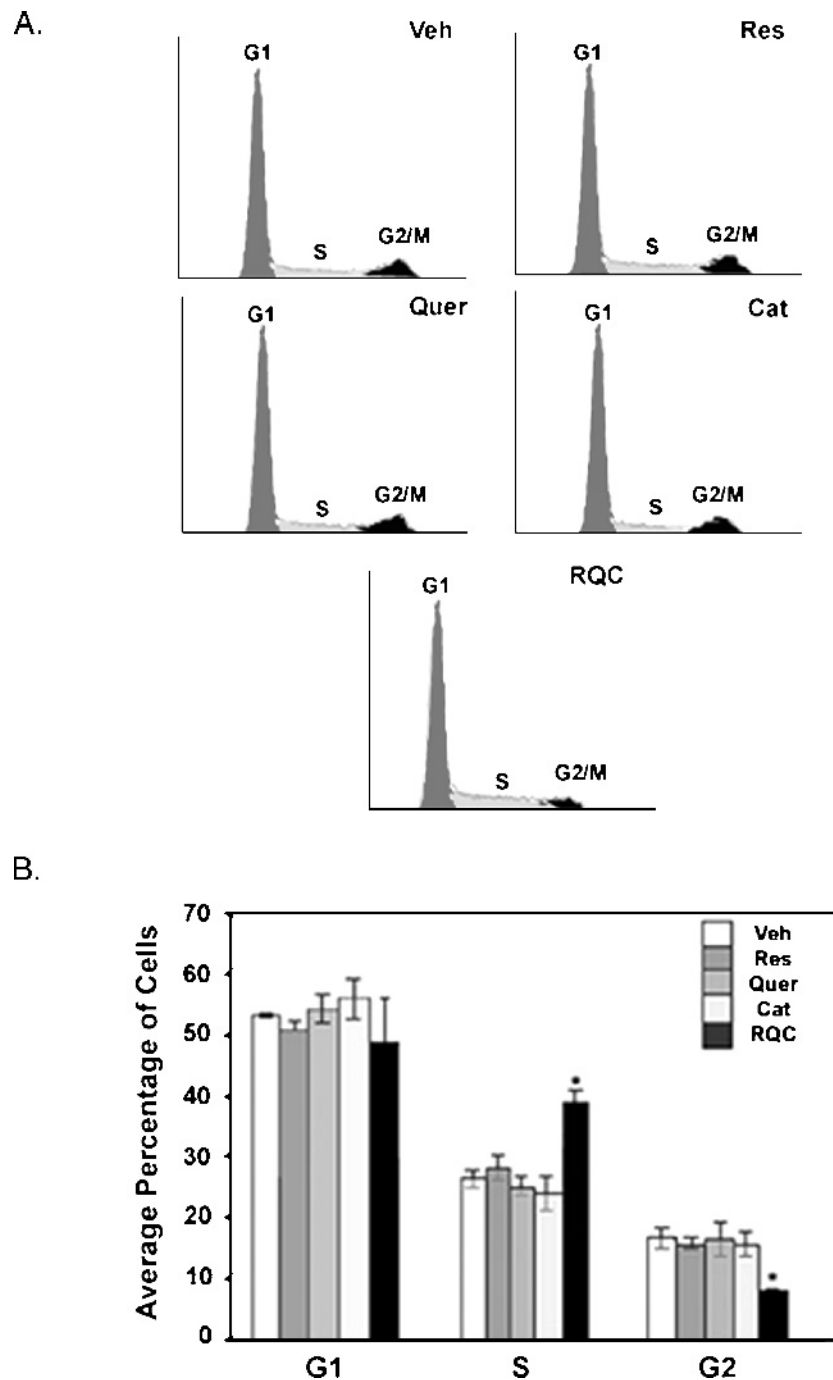 A.
Veh
G1
S
G2/M
Res
G1
S
G2/M
Quer
G1
S
G2/M
Cat
G1
S
G2/M
RQC
G1
S
G2/M
B.
Average Percentage of Cells
70
60
50
40
30
20
10
0
Veh
Res
Quer
Cat
RQC
G1 S G2